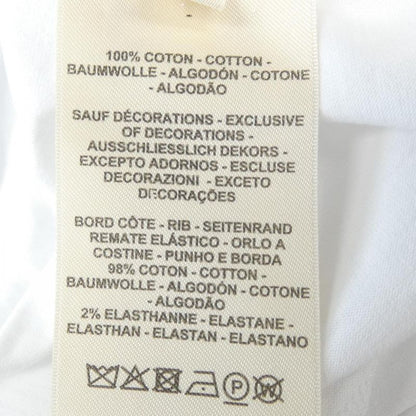 100% COTON - COTTON -
BAUMWOLLE - ALGODÓN - COTONE
- ALGODÃO
SAUF DÉCORATIONS - EXCLUSIVE
OF DECORATIONS -
AUSSCHLIESSLICH DEKORS -
EXCEPTO ADORNOS - ESCLUSE
DECORAZIONI - EXCETO
DECORAÇÕES
BORD CÔTE - RIB - SEITENRAND
REMATE ELÁSTICO - ORLO A
COSTINE - PUNHO E BORDA
98% COTON - COTTON -
BAUMWOLLE - ALGODÓN - COTONE
- ALGODÃO
2% ELASTHANNE - ELASTANE -
ELASTHAN - ELASTAN - ELASTANO
P W